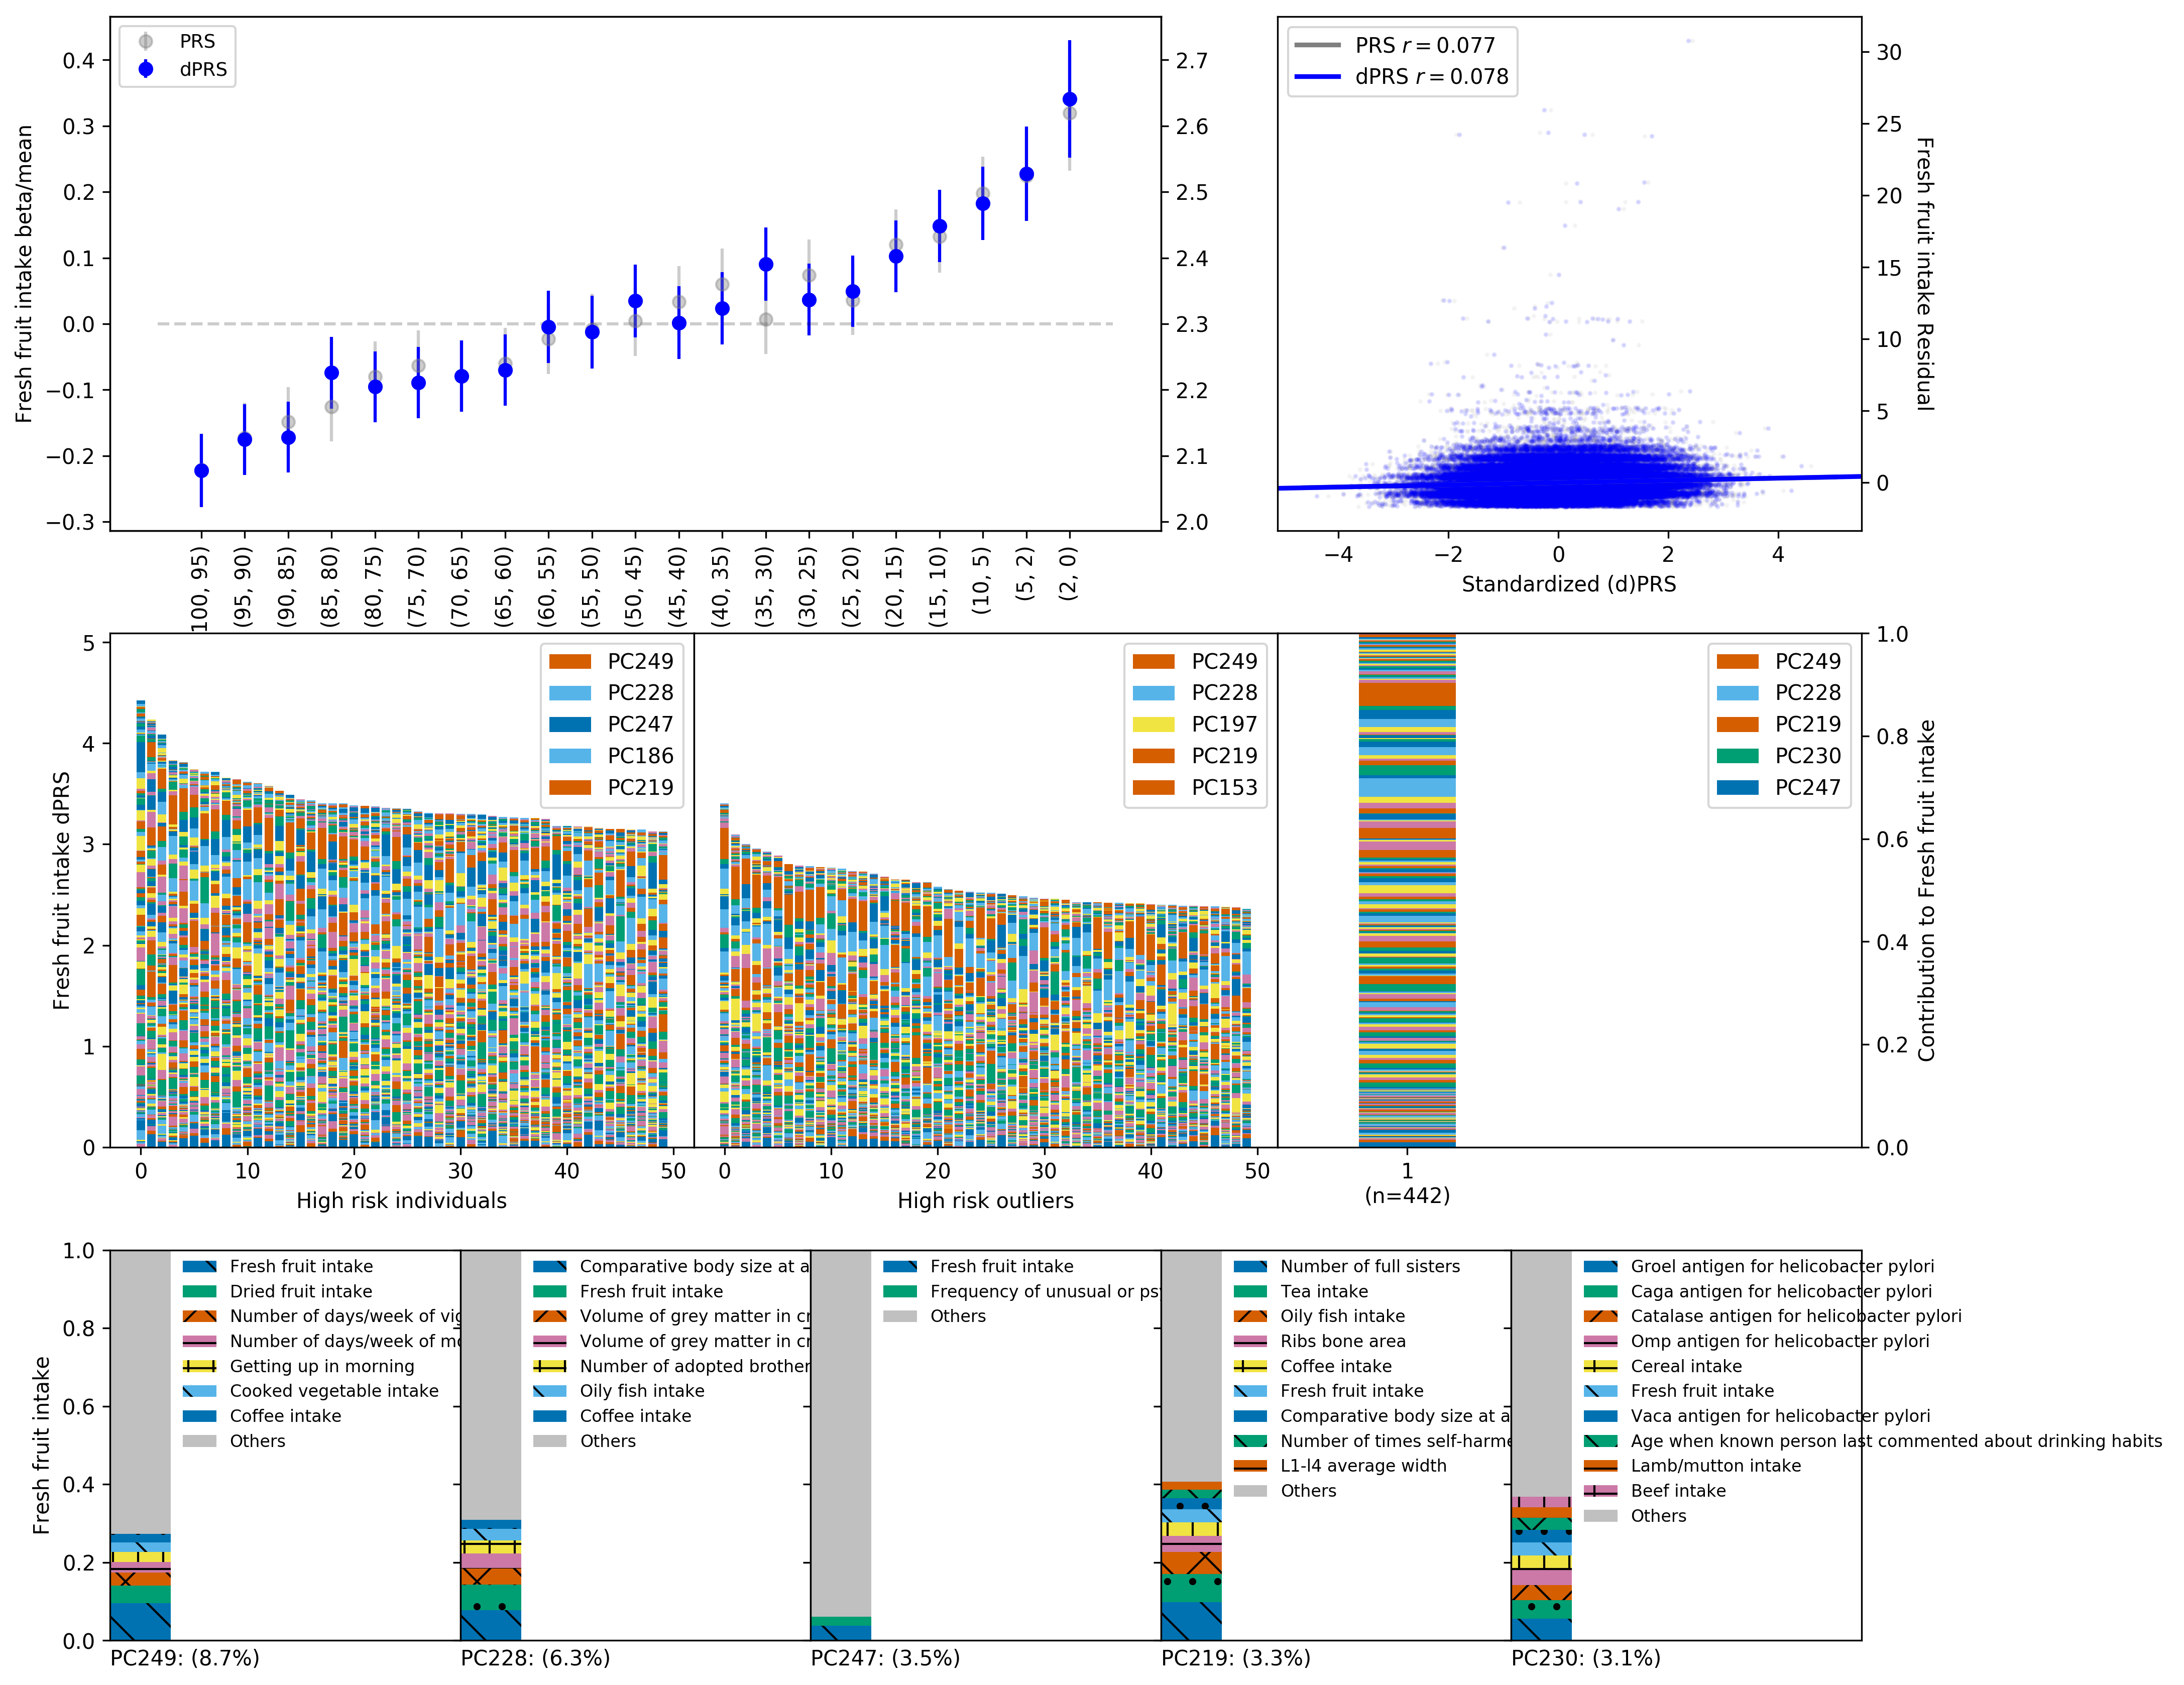 PRS
dPRS
Fresh fruit intake beta/mean
0.4
0.3
0.2
0.1
0.0
−0.1
−0.2
−0.3
2.7
2.6
2.5
2.4
2.3
2.2
2.1
2.0
100, 95)
(95, 90)
(90, 85)
(85, 80)
(80, 75)
(75, 70)
(70, 65)
(65, 60)
(60, 55)
(55, 50)
(50, 45)
(45, 40)
(40, 35)
(35, 30)
(30, 25)
(25, 20)
(20, 15)
(15, 10)
(10, 5)
(5, 2)
(2, 0)
PRS r = 0.077
dPRS r = 0.078
30
25
20
15
10
5
0
Fresh fruit intake Residual
−4 −2 0 2 4
Standardized (d)PRS
Fresh fruit intake dPRS
5
4
3
2
1
0
PC249
PC228
PC247
PC186
PC219
0 10 20 30 40 50
High risk individuals
PC249
PC228
PC197
PC219
PC153
0 10 20 30 40 50
High risk outliers
PC249
PC228
PC219
PC230
PC247
1
(n=442)
1.0
0.8
0.6
0.4
0.2
0.0
Contribution to Fresh fruit intake
Fresh fruit intake
1.0
0.8
0.6
0.4
0.2
0.0
Fresh fruit intake
Dried fruit intake
Number of days/week of vig
Number of days/week of mo
Getting up in morning
Cooked vegetable intake
Coffee intake
Others
PC249: (8.7%)
Comparative body size at a
Fresh fruit intake
Volume of grey matter in cr
Volume of grey matter in cr
Number of adopted brother
Oily fish intake
Coffee intake
Others
PC228: (6.3%)
Fresh fruit intake
Frequency of unusual or psy
Others
PC247: (3.5%)
Number of full sisters
Tea intake
Oily fish intake
Ribs bone area
Coffee intake
Fresh fruit intake
Comparative body size at a
Number of times self-harme
L1-l4 average width
Others
PC219: (3.3%)
Groel antigen for helicobacter pylori
Caga antigen for helicobacter pylori
Catalase antigen for helicobacter pylori
Omp antigen for helicobacter pylori
Cereal intake
Fresh fruit intake
Vaca antigen for helicobacter pylori
Age when known person last commented about drinking habits
Lamb/mutton intake
Beef intake
Others
PC230: (3.1%)